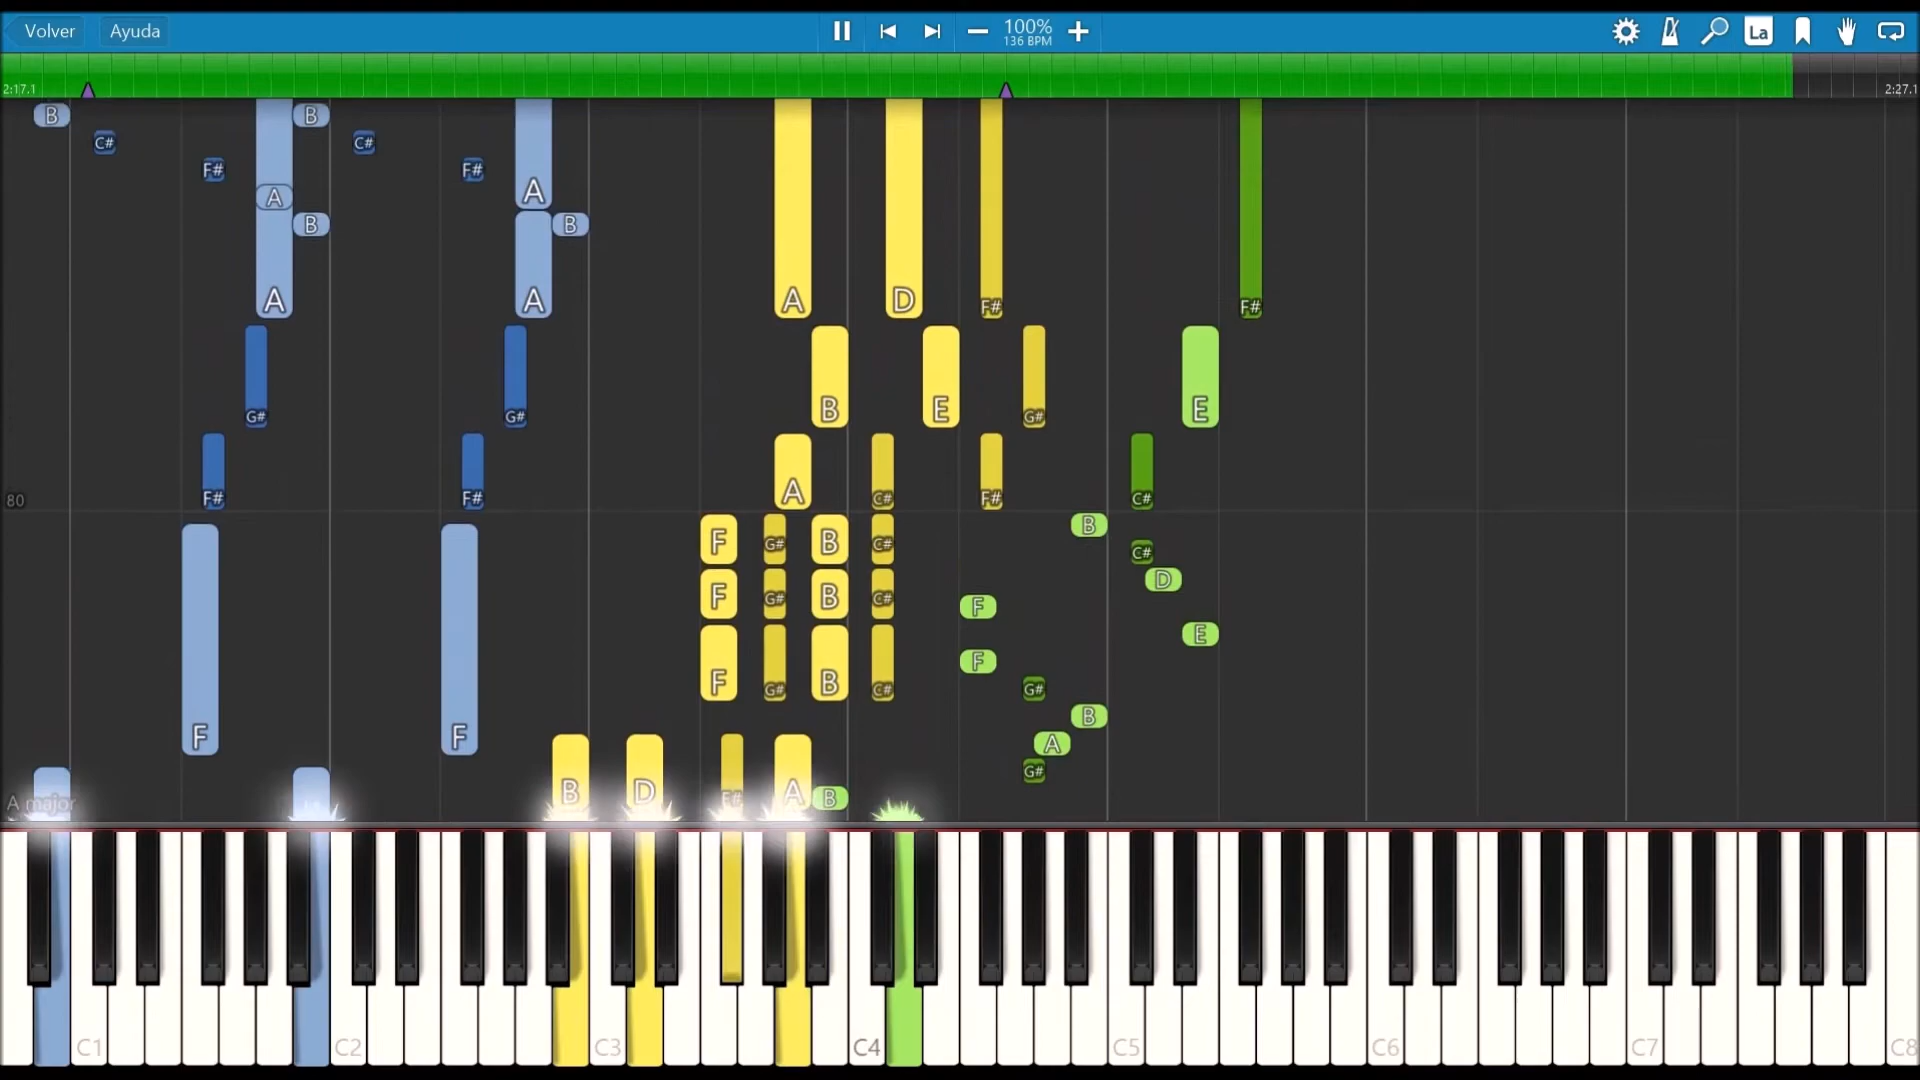 Volver Ayuda 100% La
136 BPM
2:17.1 2:27.1
B B
C# C#
F# F#
A A
B B
A A A D F# F#
G# G# B E G# E
F# F# A C# F# C#
80
B
F G# B C#
C#
D
F G# B C#
F
E
F
F G# B C# G#
B
F F A
G#
B D F# A B
A major
C1 C2 C3 C4 C5 C6 C7 C8